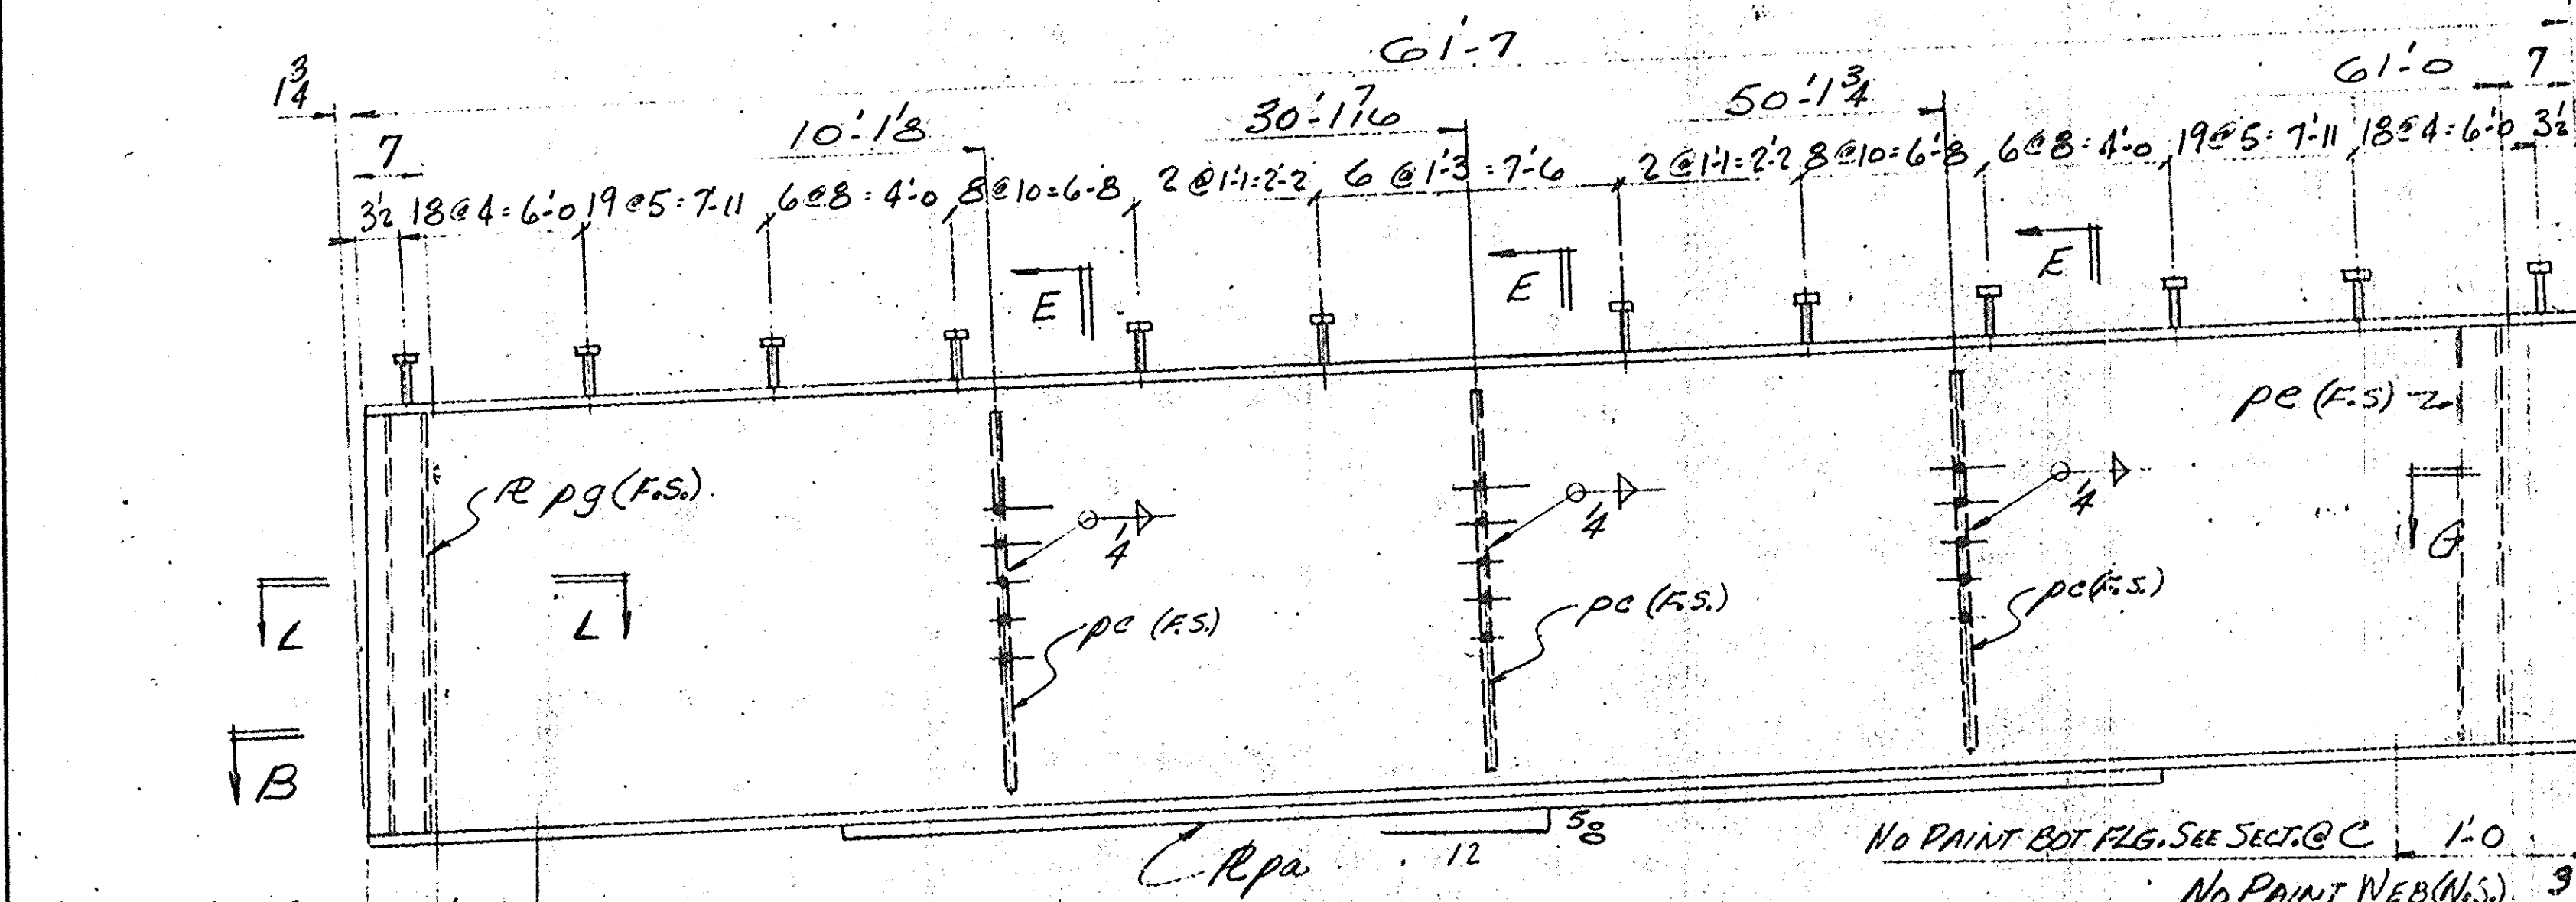 61'-7
1 3/4
10'-1 1/8
30'-1 7/16
50'-1 3/4
61'-0
7
7
3 1/2 18@4=6'-0 19@5=7'-11 6@8=4'-0 8@10=6-8 2@1'-1=2'-2 6@1'-3=7'-6 2@1'-1=2'-2 8@10=6'-8 6@8=4'-0 19@5=7'-11 18@4=6'-0 3 1/2
E
E
E
pe (F.S)
PL pg (F.S.)
1/4
1/4
1/4
G
L
L
pc (F.S.)
pc (F.S.)
pc (F.S.)
B
PL pa
12
5/8
NO PAINT BOT FLG. SEE SECT. @ C
1'-0
NO PAINT WEB (N.S.)